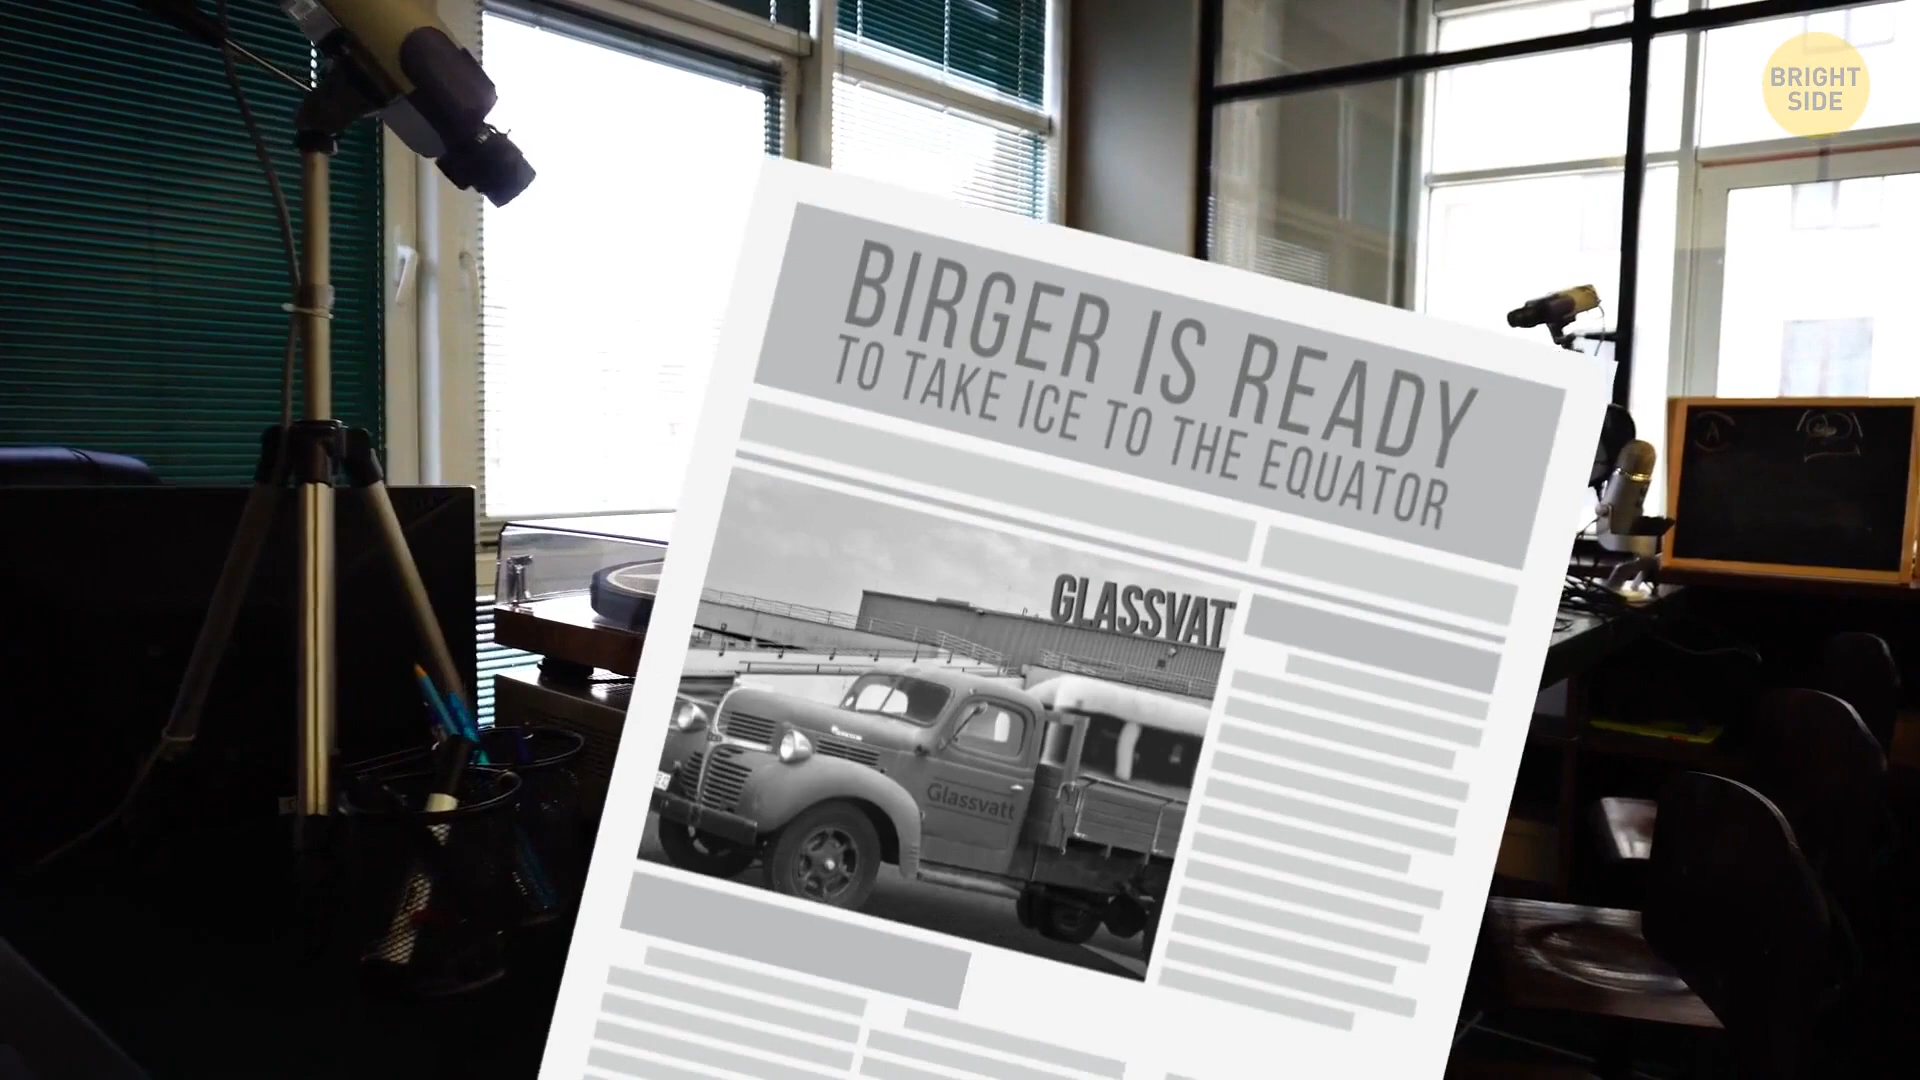 BRIGHT
SIDE
BIRGER IS READY
TO TAKE ICE TO THE EQUATOR
GLASSVAT
Glassvatt